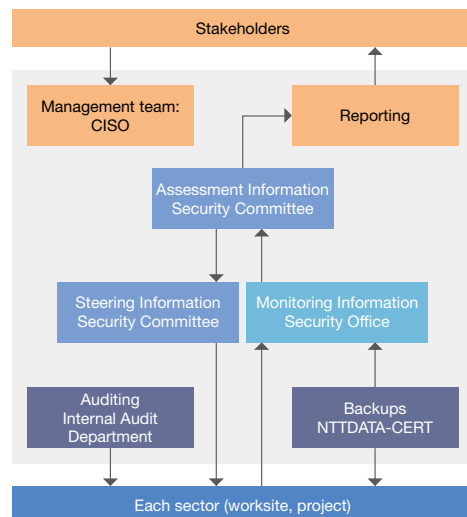 Stakeholders
Management team:
CISO
Reporting
Assessment Information
Security Committee
Steering Information
Security Committee
Monitoring Information
Security Office
Auditing
Internal Audit
Department
Backups
NTTDATA-CERT
Each sector (worksite, project)